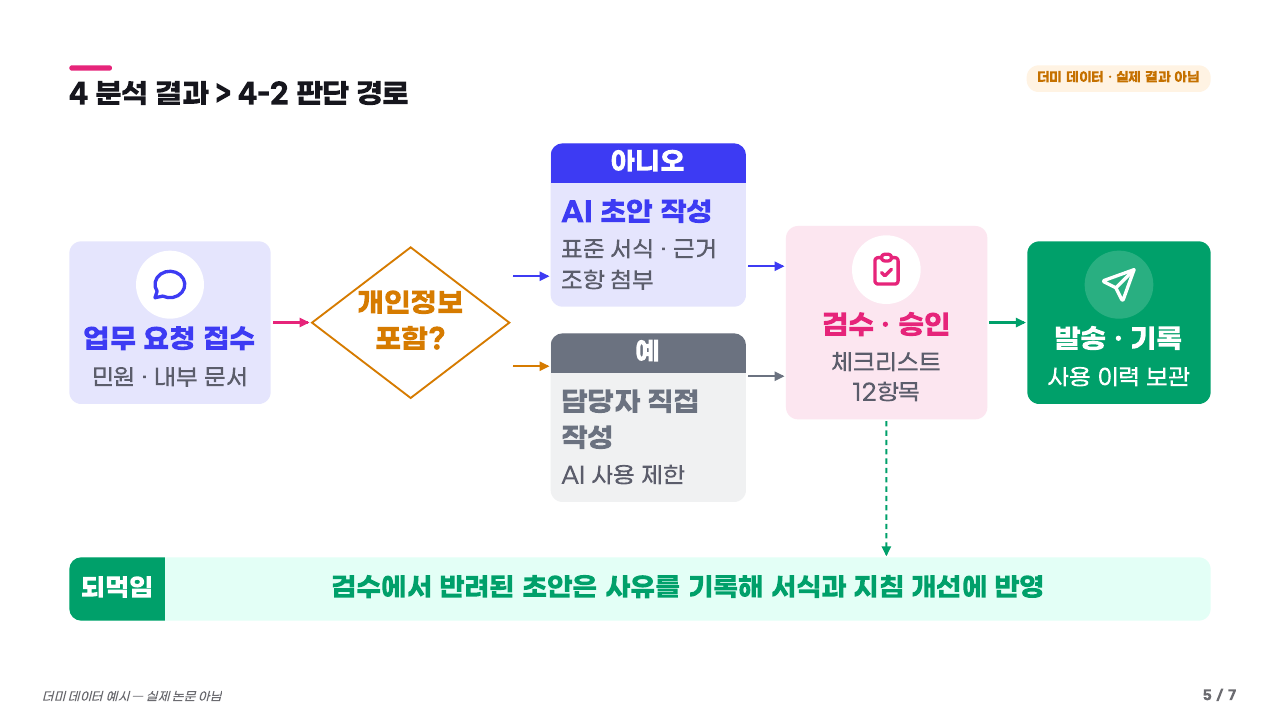 4 분석 결과 > 4-2 판단 경로
더미 데이터 · 실제 결과 아님
업무 요청 접수
민원 · 내부 문서
개인정보
포함?
아니오
AI 초안 작성
표준 서식 · 근거
조항 첨부
예
담당자 직접
작성
AI 사용 제한
검수 · 승인
체크리스트
12항목
발송 · 기록
사용 이력 보관
되먹임
검수에서 반려된 초안은 사유를 기록해 서식과 지침 개선에 반영
더미 데이터 예시 — 실제 논문 아님
5 / 7